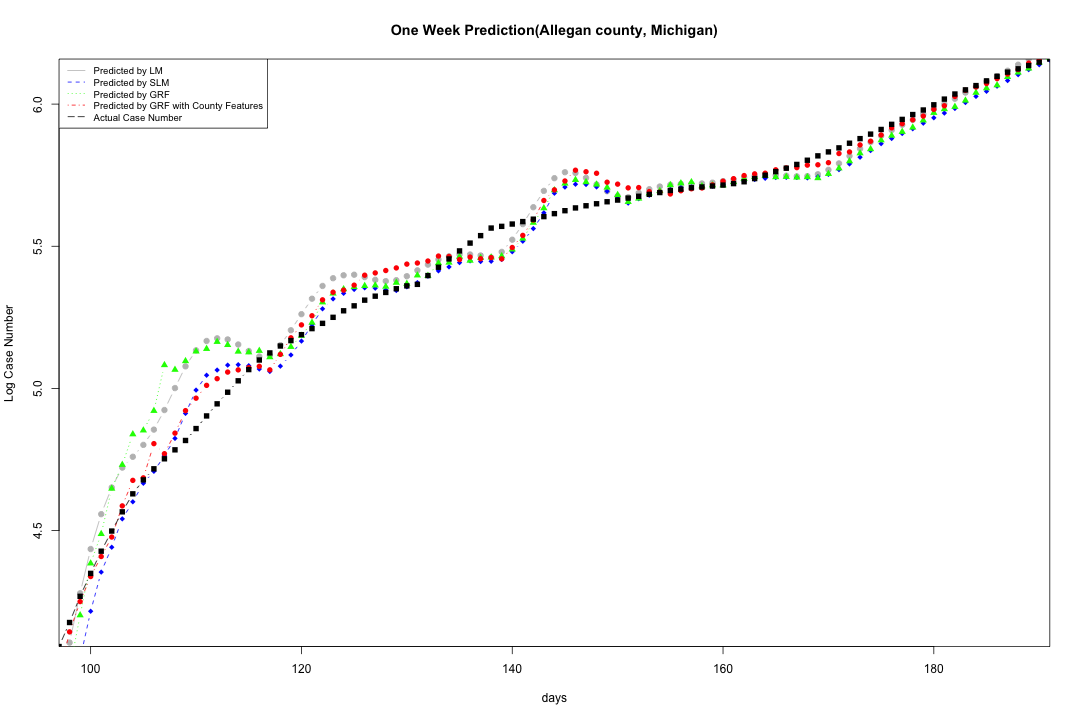 One Week Prediction(Allegan county, Michigan)
Predicted by LM
Predicted by SLM
Predicted by GRF
Predicted by GRF with County Features
Actual Case Number
Log Case Number
6.0
5.5
5.0
4.5
100 120 140 160 180
days